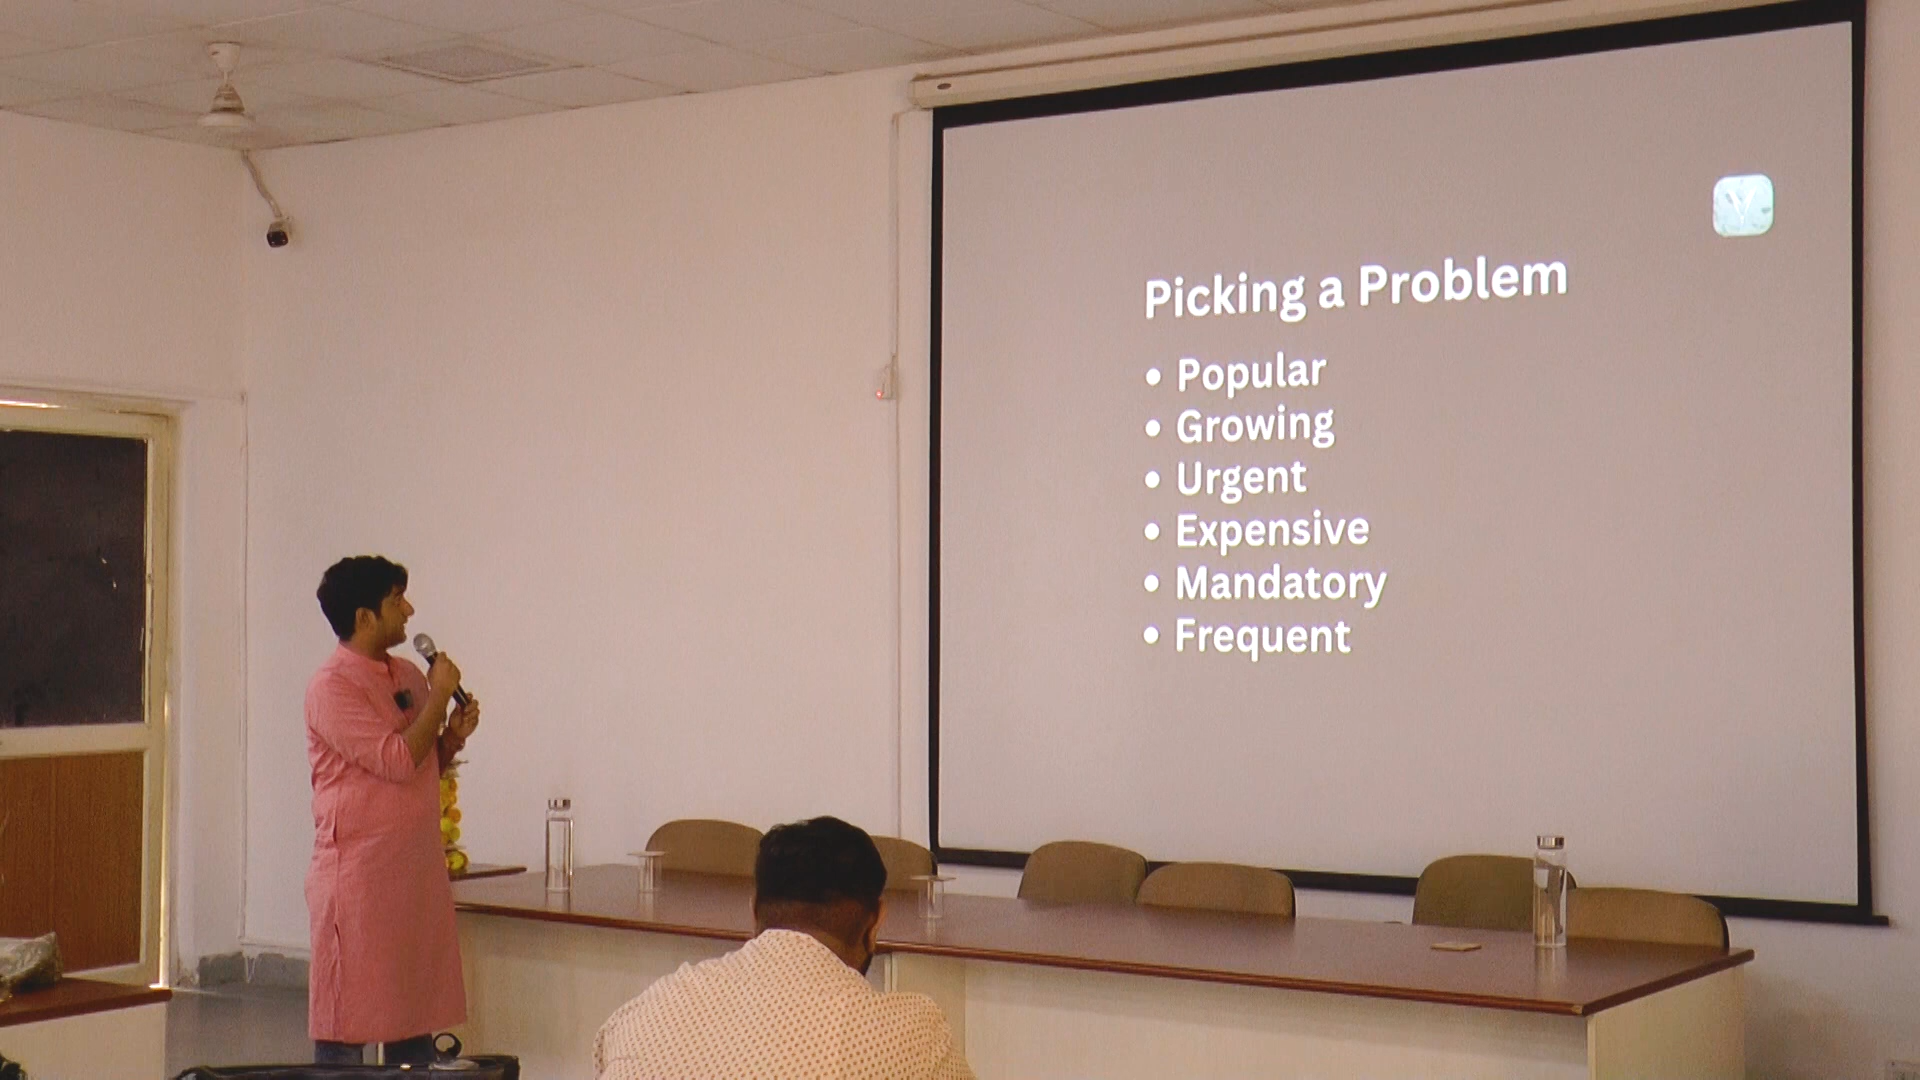 Picking a Problem
• Popular
• Growing
• Urgent
• Expensive
• Mandatory
• Frequent